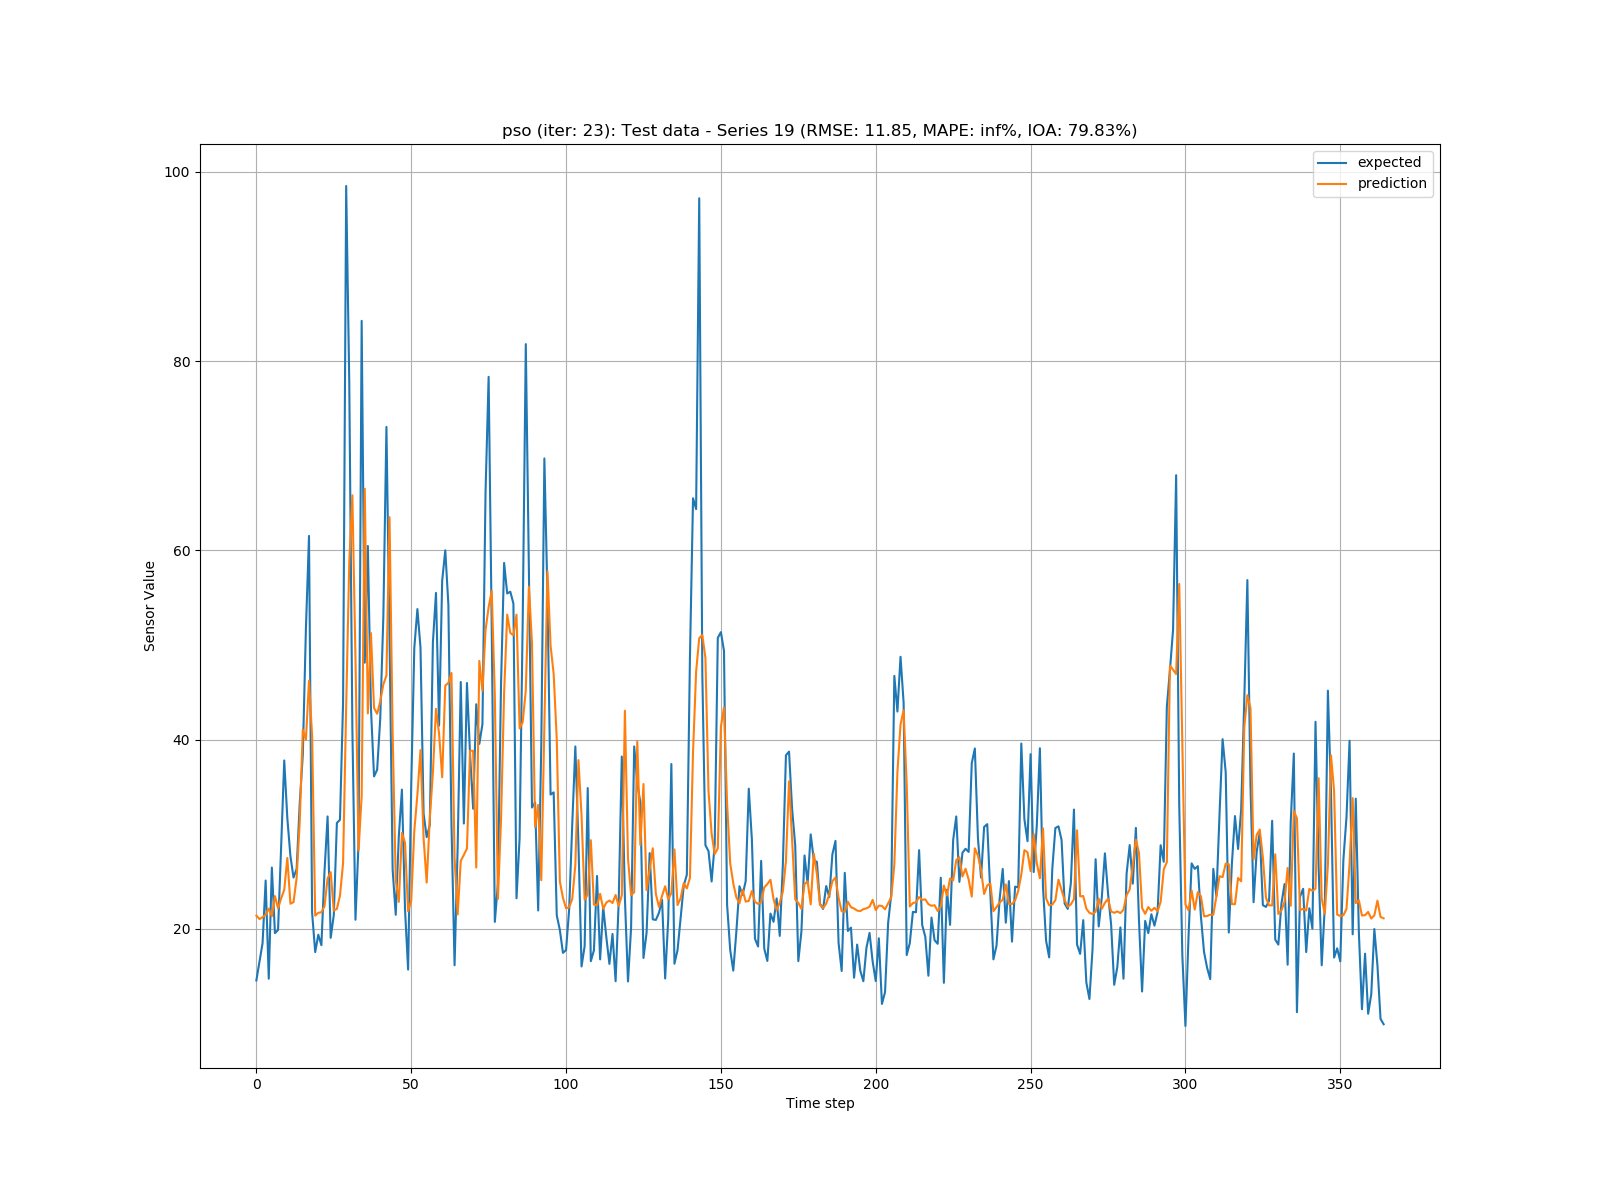 pso (iter: 23): Test data - Series 19 (RMSE: 11.85, MAPE: inf%, IOA: 79.83%)
expected
prediction
100
80
60
40
20
Sensor Value
0 50 100 150 200 250 300 350
Time step